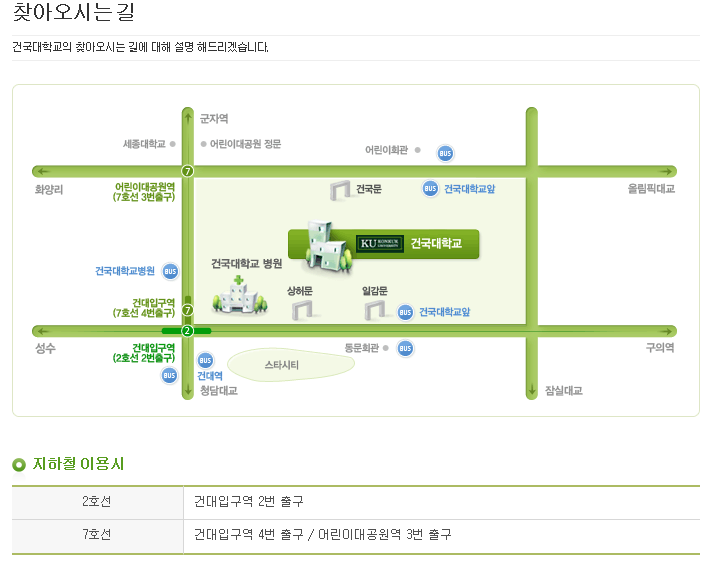 찾아오시는 길
건국대학교의 찾아오시는 길에 대해 설명 해드리겠습니다.
군자역
세종대학교
어린이대공원 정문
어린이회관
BUS
7
화양리
어린이대공원역
(7호선 3번출구)
건국문
BUS
건국대학교앞
올림픽대교
KU KONKUK UNIVERSITY
건국대학교
건국대학교병원
BUS
건국대학교 병원
건대입구역
(7호선 4번출구)
7
상허문
일감문
BUS
건국대학교앞
2
성수
건대입구역
(2호선 2번출구)
동문회관
BUS
구의역
BUS
건대역
BUS
스타시티
청담대교
잠실대교
지하철 이용시
2호선
건대입구역 2번 출구
7호선
건대입구역 4번 출구 / 어린이대공원역 3번 출구